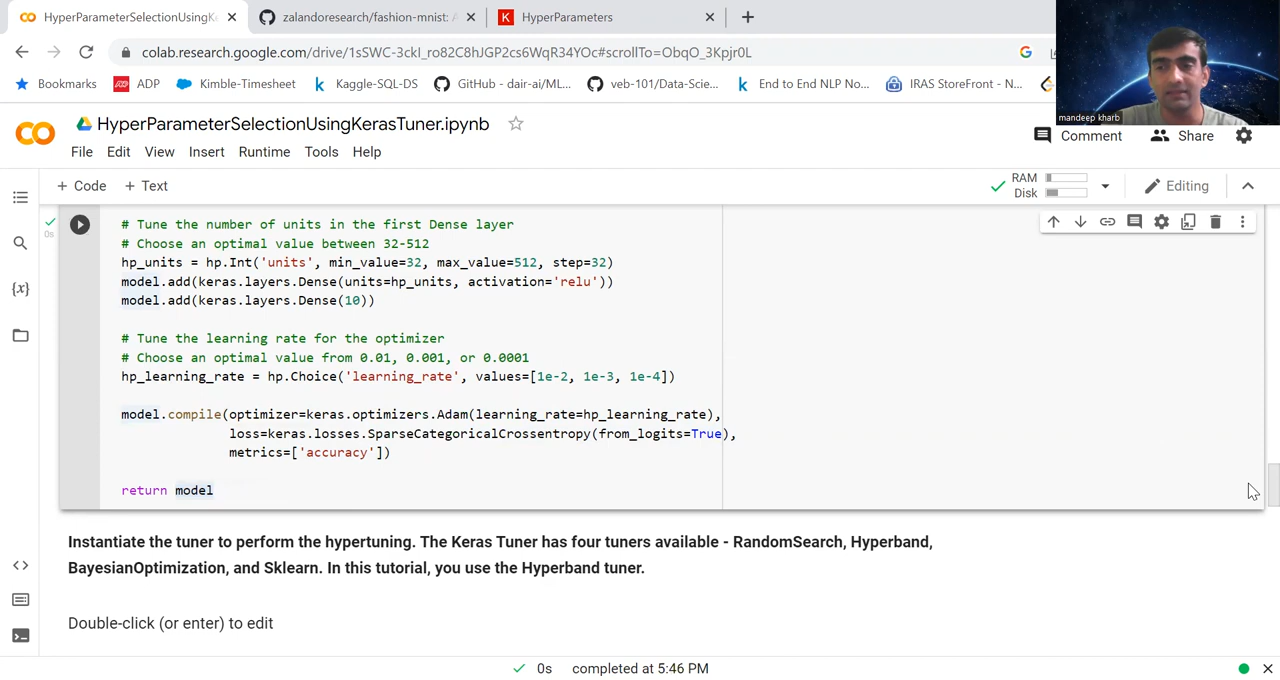 HyperParameterSelectionUsingKe
zalandoresearch/fashion-mnist: A
K HyperParameters
colab.research.google.com/drive/1sSWC-3ckI_ro82C8hJGP2cs6WqR34YOc#scrollTo=ObqO_3Kpjr0L
Bookmarks ADP Kimble-Timesheet Kaggle-SQL-DS GitHub - dair-ai/ML... veb-101/Data-Scie... End to End NLP No... IRAS StoreFront - N...
mandeep kharb
HyperParameterSelectionUsingKerasTuner.ipynb
Comment Share
File Edit View Insert Runtime Tools Help
+ Code + Text
RAM
Disk
Editing
0s
# Tune the number of units in the first Dense layer
# Choose an optimal value between 32-512
hp_units = hp.Int('units', min_value=32, max_value=512, step=32)
model.add(keras.layers.Dense(units=hp_units, activation='relu'))
model.add(keras.layers.Dense(10))
# Tune the learning rate for the optimizer
# Choose an optimal value from 0.01, 0.001, or 0.0001
hp_learning_rate = hp.Choice('learning_rate', values=[1e-2, 1e-3, 1e-4])
model.compile(optimizer=keras.optimizers.Adam(learning_rate=hp_learning_rate),
loss=keras.losses.SparseCategoricalCrossentropy(from_logits=True),
metrics=['accuracy'])
return model
Instantiate the tuner to perform the hypertuning. The Keras Tuner has four tuners available - RandomSearch, Hyperband,
BayesianOptimization, and Sklearn. In this tutorial, you use the Hyperband tuner.
Double-click (or enter) to edit
0s completed at 5:46 PM